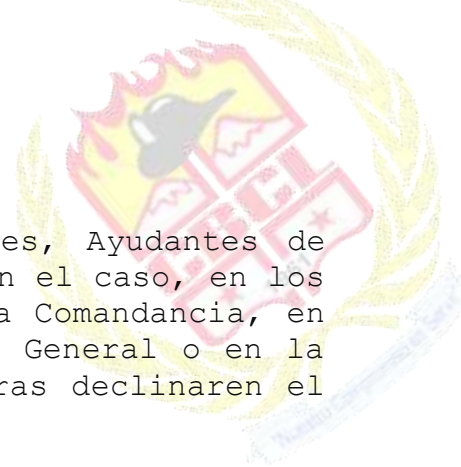 es, Ayudantes de
n el caso, en los
a Comandancia, en
General o en la
ras declinaren el